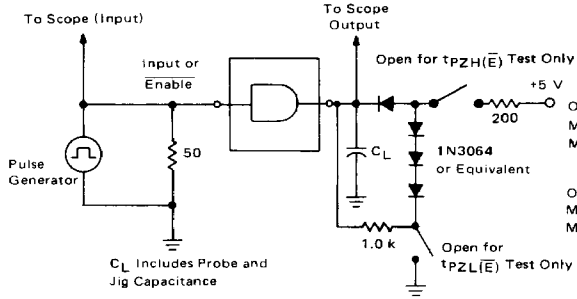 To Scope (Input)
To Scope
Output
Open for tPZH(E̅) Test Only
Input or
E̅n̅a̅b̅l̅e̅
+5 V
200
Pulse
Generator
50
CL
1N3064
or Equivalent
1.0 k
CL Includes Probe and
Jig Capacitance
Open for
tPZL(E̅) Test Only
O
M
M
O
M
M